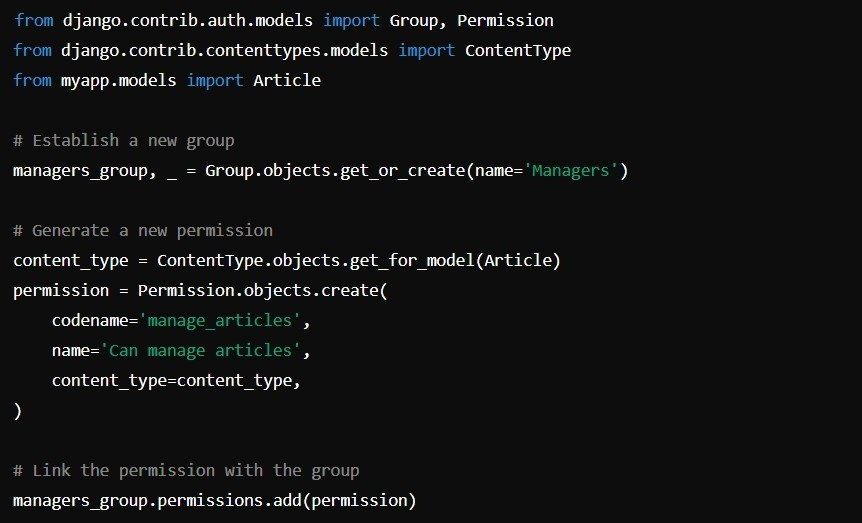 from django.contrib.auth.models import Group, Permission
from django.contrib.contenttypes.models import ContentType
from myapp.models import Article

# Establish a new group
managers_group, _ = Group.objects.get_or_create(name='Managers')

# Generate a new permission
content_type = ContentType.objects.get_for_model(Article)
permission = Permission.objects.create(
    codename='manage_articles',
    name='Can manage articles',
    content_type=content_type,
)

# Link the permission with the group
managers_group.permissions.add(permission)